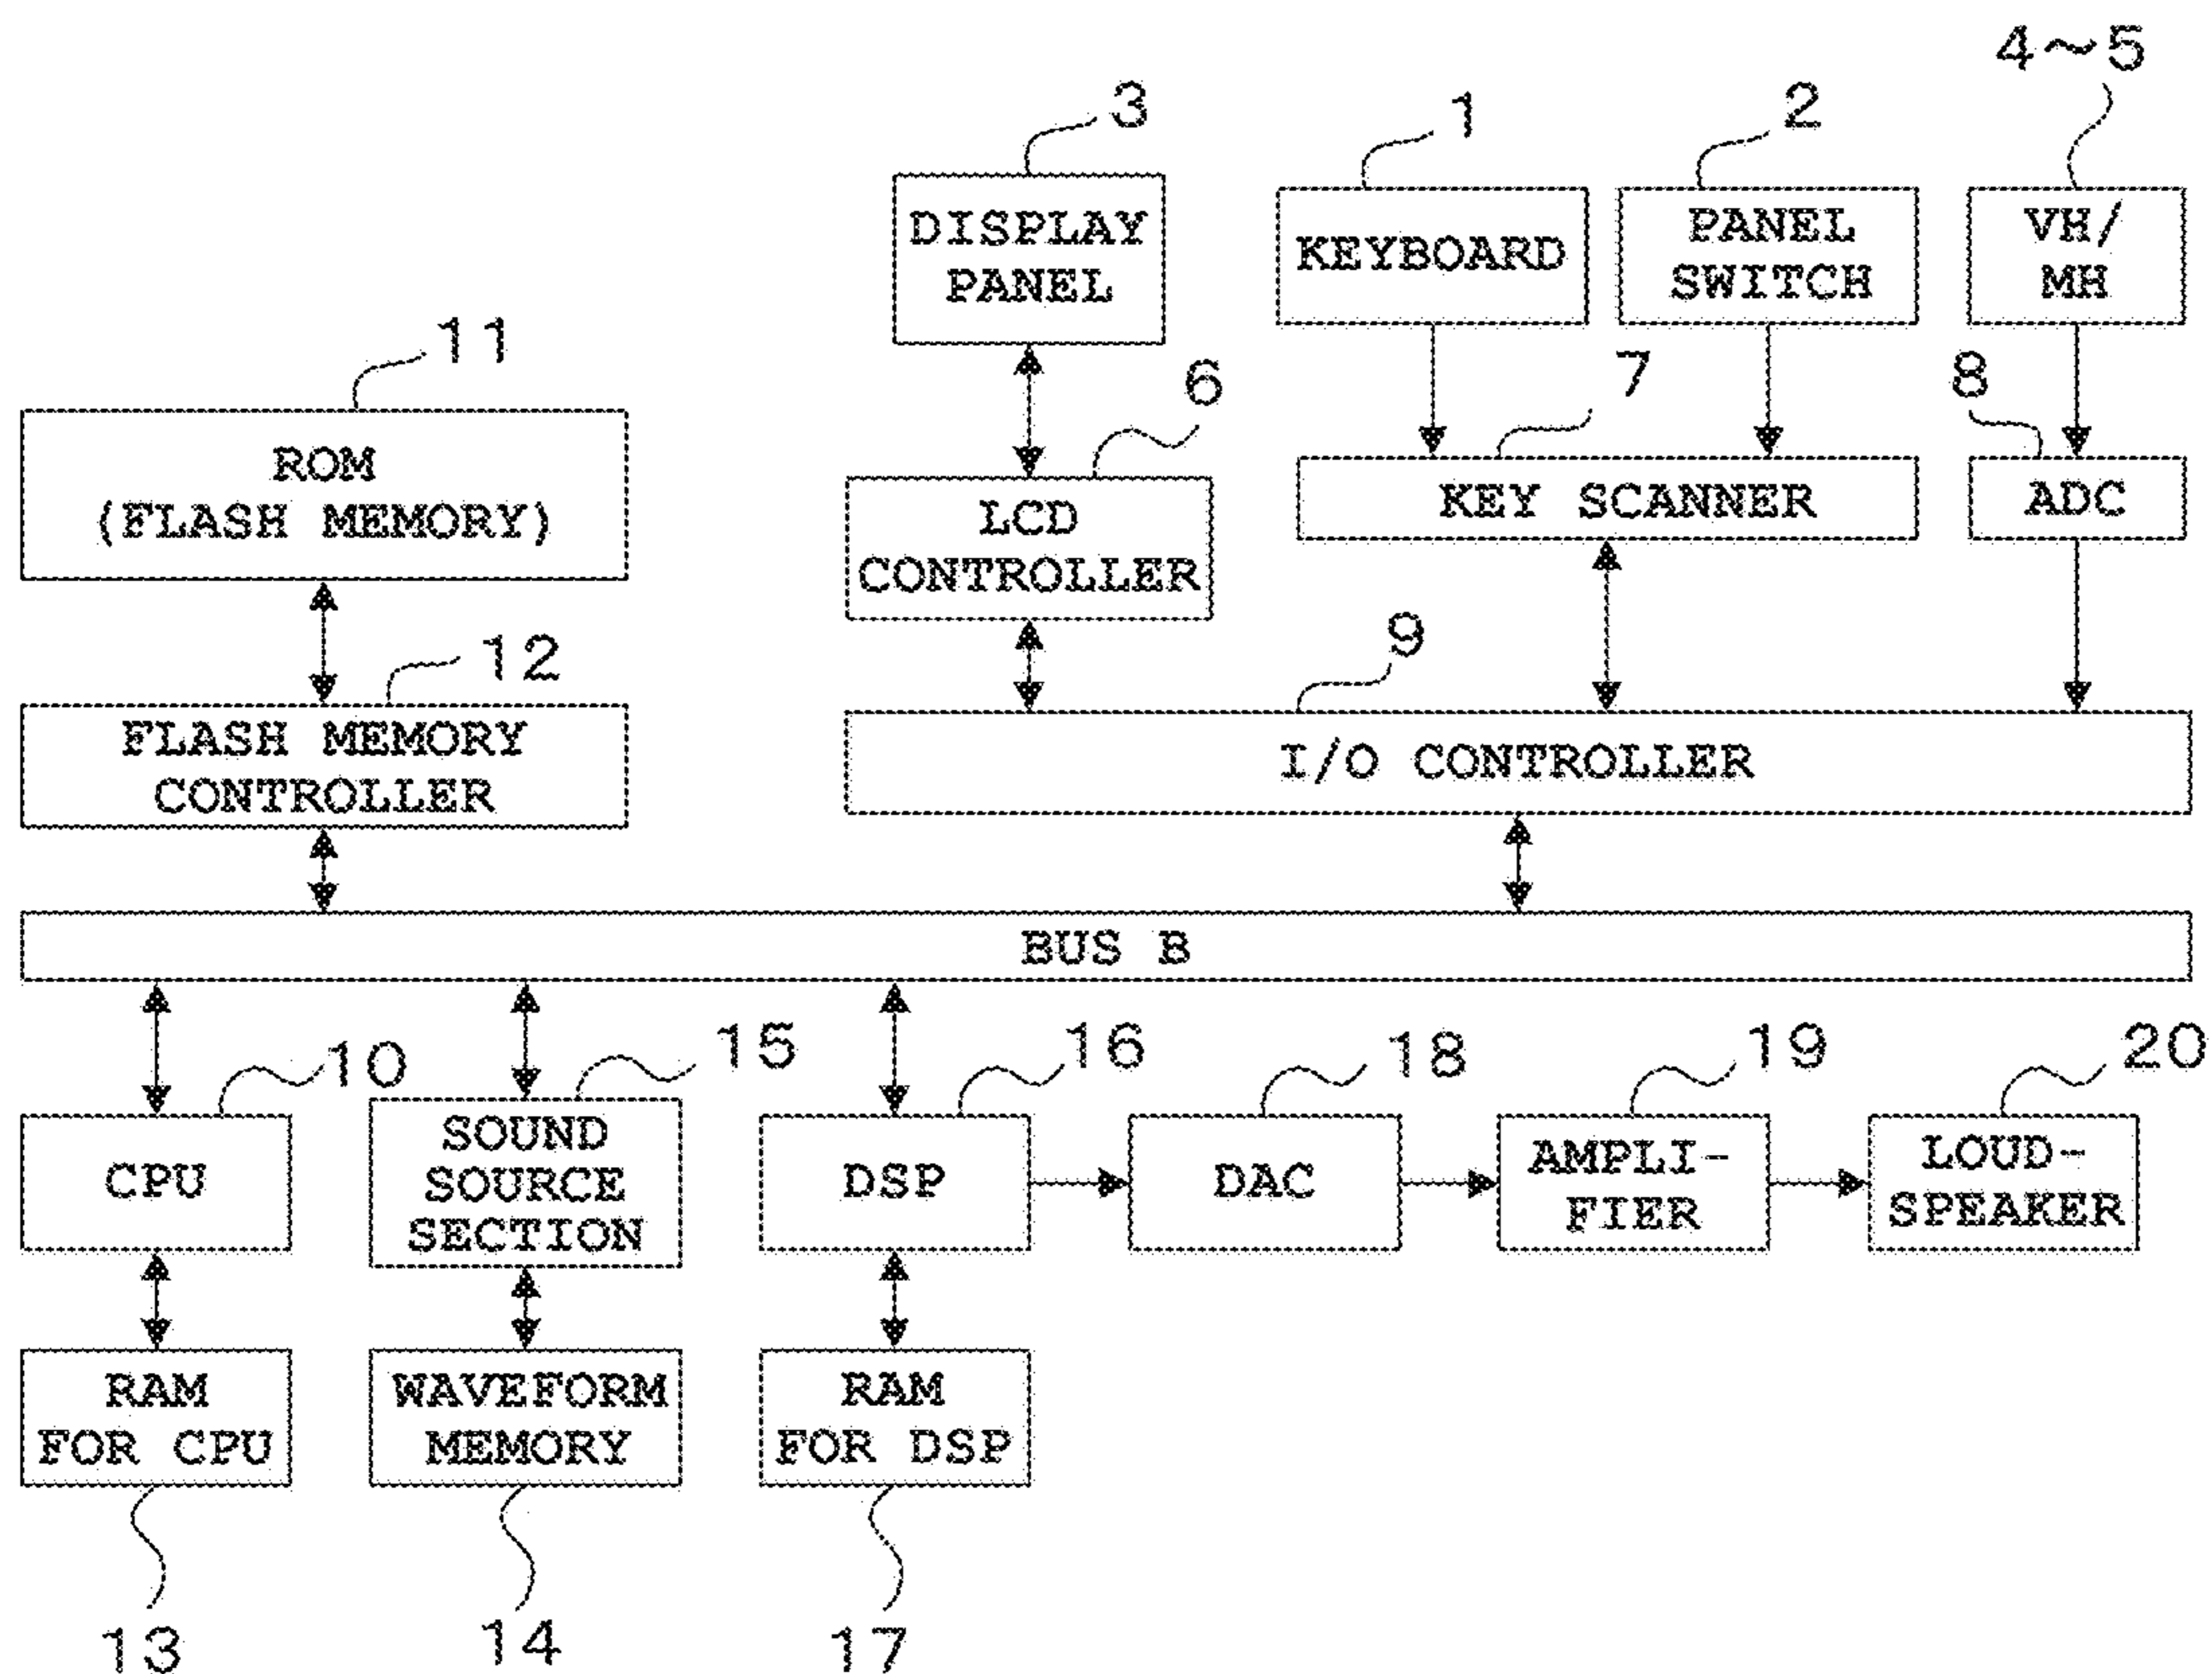 4~5
3
1
2
DISPLAY
PANEL
KEYBOARD
PANEL
SWITCH
VH/
MH
11
6
7
8
ROM
(FLASH MEMORY)
LCD
CONTROLLER
KEY SCANNER
ADC
12
9
FLASH MEMORY
CONTROLLER
I/O CONTROLLER
BUS B
10
15
16
18
19
20
CPU
SOUND
SOURCE
SECTION
DSP
DAC
AMPLI-
FIER
LOUD-
SPEAKER
RAM
FOR CPU
WAVEFORM
MEMORY
RAM
FOR DSP
13
14
17